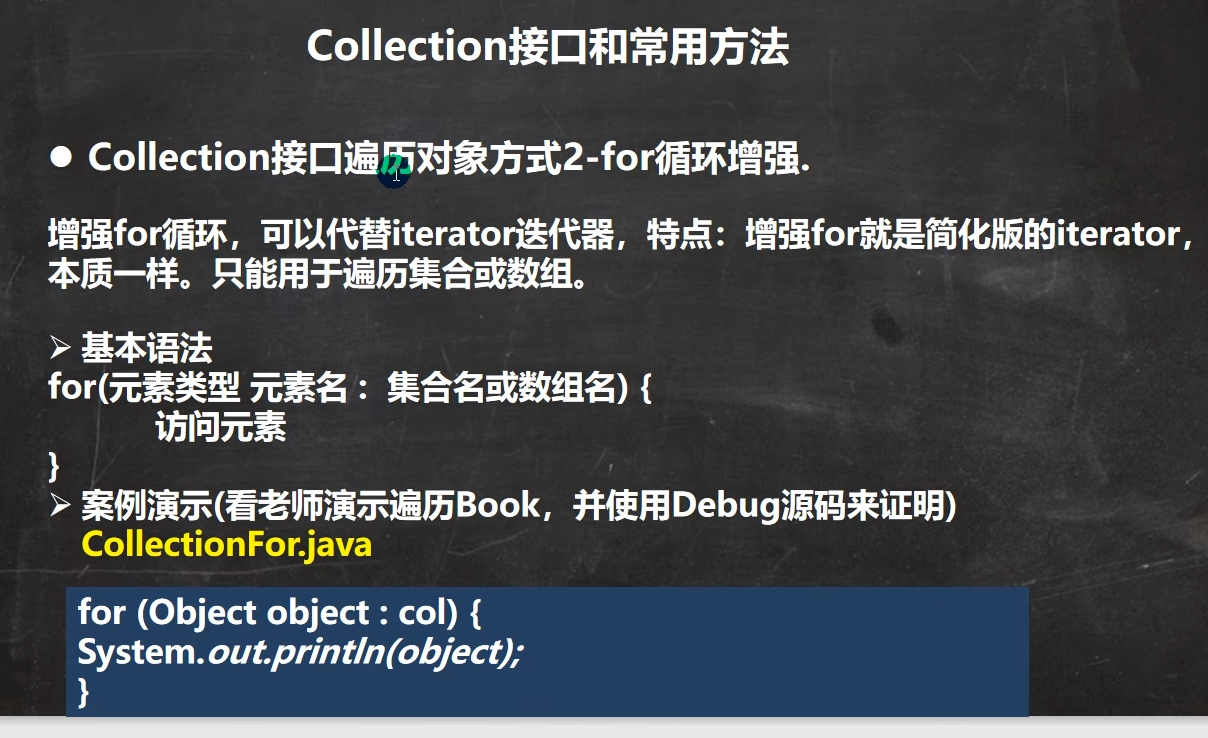 Collection接口和常用方法
● Collection接口遍历对象方式2-for循环增强.
增强for循环，可以代替iterator迭代器，特点：增强for就是简化版的iterator，
本质一样。只能用于遍历集合或数组。
➢ 基本语法
for(元素类型 元素名 ：集合名或数组名) {
访问元素
}
➢ 案例演示(看老师演示遍历Book，并使用Debug源码来证明)
CollectionFor.java
for (Object object : col) {
System.out.println(object);
}